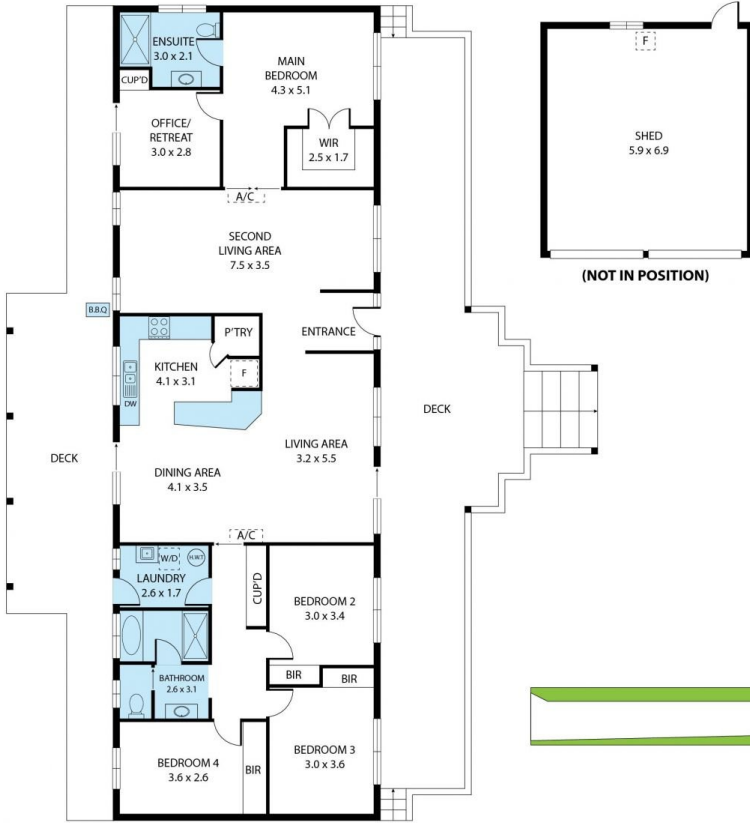 ENSUITE
3.0 x 2.1
CUP'D
MAIN
BEDROOM
4.3 x 5.1
OFFICE/
RETREAT
3.0 x 2.8
WIR
2.5 x 1.7
A/C
SECOND
LIVING AREA
7.5 x 3.5
B.B.Q
ENTRANCE
P'TRY
KITCHEN
4.1 x 3.1
F
DW
DECK
LIVING AREA
3.2 x 5.5
DECK
DINING AREA
4.1 x 3.5
A/C
W/D
H.W.T
LAUNDRY
2.6 x 1.7
CUP'D
BEDROOM 2
3.0 x 3.4
BIR
BIR
BATHROOM
2.6 x 3.1
BEDROOM 3
3.0 x 3.6
BEDROOM 4
3.6 x 2.6
BIR
F
SHED
5.9 x 6.9
(NOT IN POSITION)